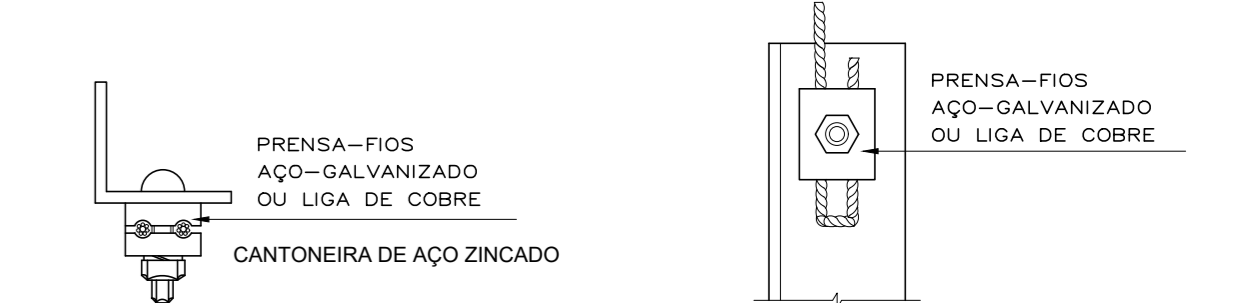 PRENSA-FIOS
AÇO-GALVANIZADO
OU LIGA DE COBRE
CANTONEIRA DE AÇO ZINCADO
PRENSA-FIOS
AÇO-GALVANIZADO
OU LIGA DE COBRE